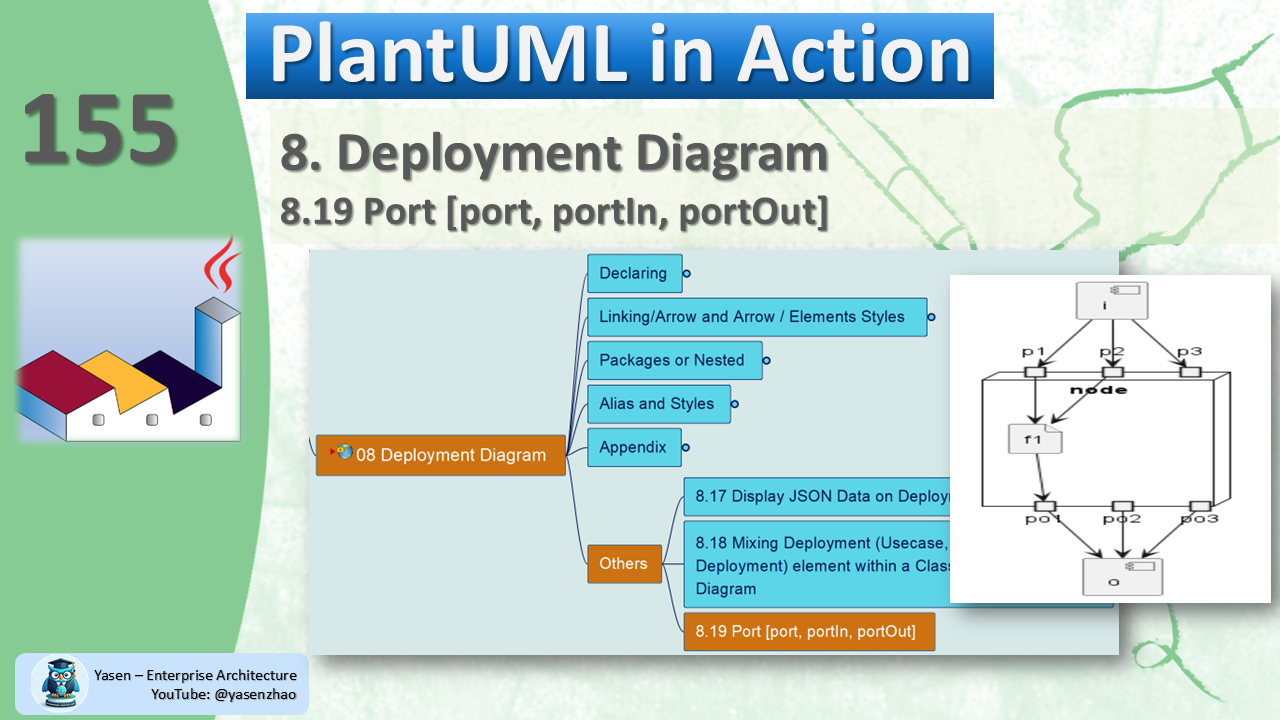 PlantUML in Action
155
8. Deployment Diagram
8.19 Port [port, portIn, portOut]
Declaring
Linking/Arrow and Arrow / Elements Styles
Packages or Nested
Alias and Styles
Appendix
08 Deployment Diagram
8.17 Display JSON Data on Deploy
Others
8.18 Mixing Deployment (Usecase,
Deployment) element within a Clas
Diagram
8.19 Port [port, portIn, portOut]
i
p1 p2 p3
node
f1
po1 po2 po3
o
Yasen – Enterprise Architecture
YouTube: @yasenzhao